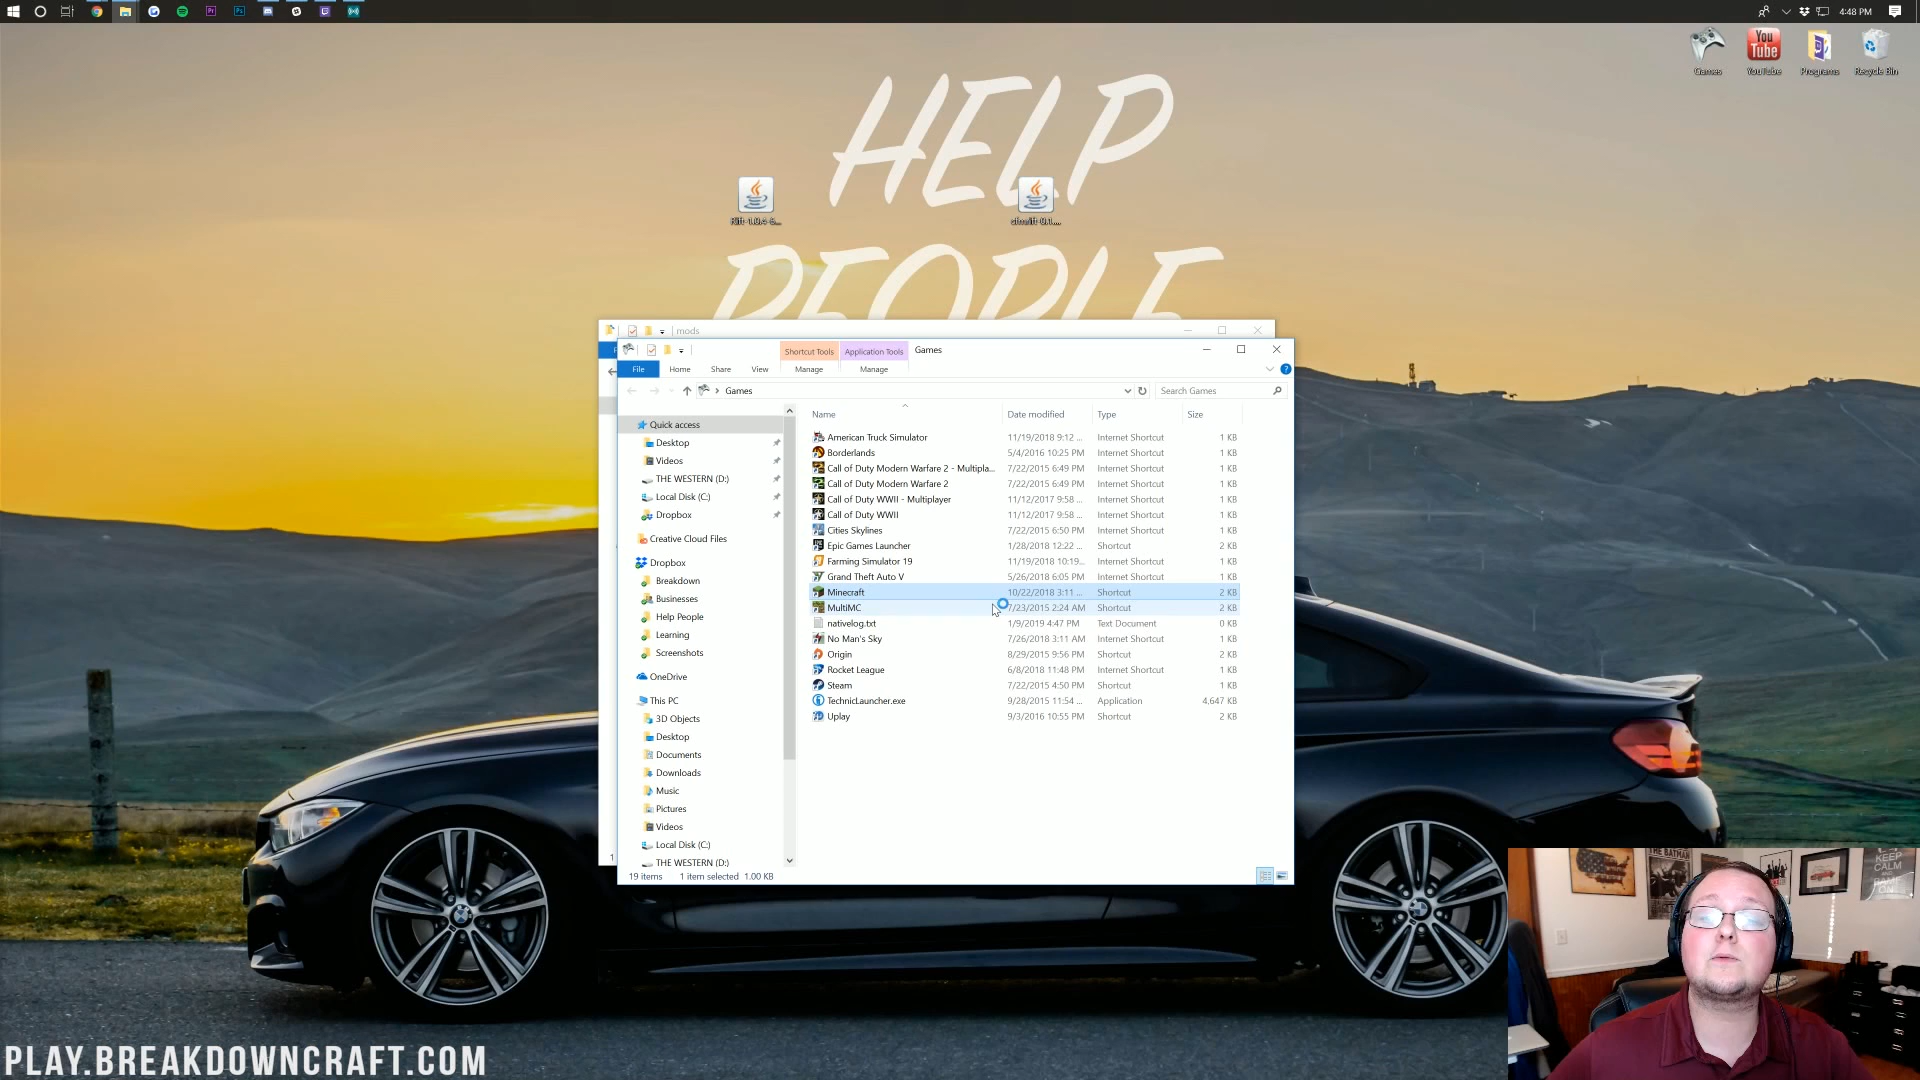 4:48 PM
Games
YouTube
Programs
Recycle Bin
HELP
PEOPLE
Rift-1.0.4-6...
mods
Shortcut Tools
Application Tools
Games
File
Home
Share
View
Manage
Manage
Games
Search Games
Name
Date modified
Type
Size
Quick access
Desktop
Videos
THE WESTERN (D:)
Local Disk (C:)
Dropbox
Creative Cloud Files
Dropbox
Breakdown
Businesses
Help People
Learning
Screenshots
OneDrive
This PC
3D Objects
Desktop
Documents
Downloads
Music
Pictures
Videos
Local Disk (C:)
THE WESTERN (D:)
American Truck Simulator 11/19/2018 9:12 ... Internet Shortcut 1 KB
Borderlands 5/4/2016 10:25 PM Internet Shortcut 1 KB
Call of Duty Modern Warfare 2 - Multipla... 7/22/2015 6:49 PM Internet Shortcut 1 KB
Call of Duty Modern Warfare 2 7/22/2015 6:49 PM Internet Shortcut 1 KB
Call of Duty WWII - Multiplayer 11/12/2017 9:58 ... Internet Shortcut 1 KB
Call of Duty WWII 11/12/2017 9:58 ... Internet Shortcut 1 KB
Cities Skylines 7/22/2015 6:50 PM Internet Shortcut 1 KB
Epic Games Launcher 1/28/2018 12:22 ... Shortcut 2 KB
Farming Simulator 19 11/19/2018 10:19... Internet Shortcut 1 KB
Grand Theft Auto V 5/26/2018 6:05 PM Internet Shortcut 1 KB
Minecraft 10/22/2018 3:11 ... Shortcut 2 KB
MultiMC 7/23/2015 2:24 AM Shortcut 2 KB
nativelog.txt 1/9/2019 4:47 PM Text Document 0 KB
No Man's Sky 7/26/2018 3:11 AM Internet Shortcut 1 KB
Origin 8/29/2015 9:56 PM Shortcut 2 KB
Rocket League 6/8/2018 11:48 PM Internet Shortcut 1 KB
Steam 7/22/2015 4:50 PM Shortcut 1 KB
TechnicLauncher.exe 9/28/2015 11:54 ... Application 4,647 KB
Uplay 9/3/2016 10:55 PM Shortcut 2 KB
19 items 1 item selected 1.00 KB
THE BATMAN
KEEP
CALM
AND
PLAY.BREAKDOWNCRAFT.COM